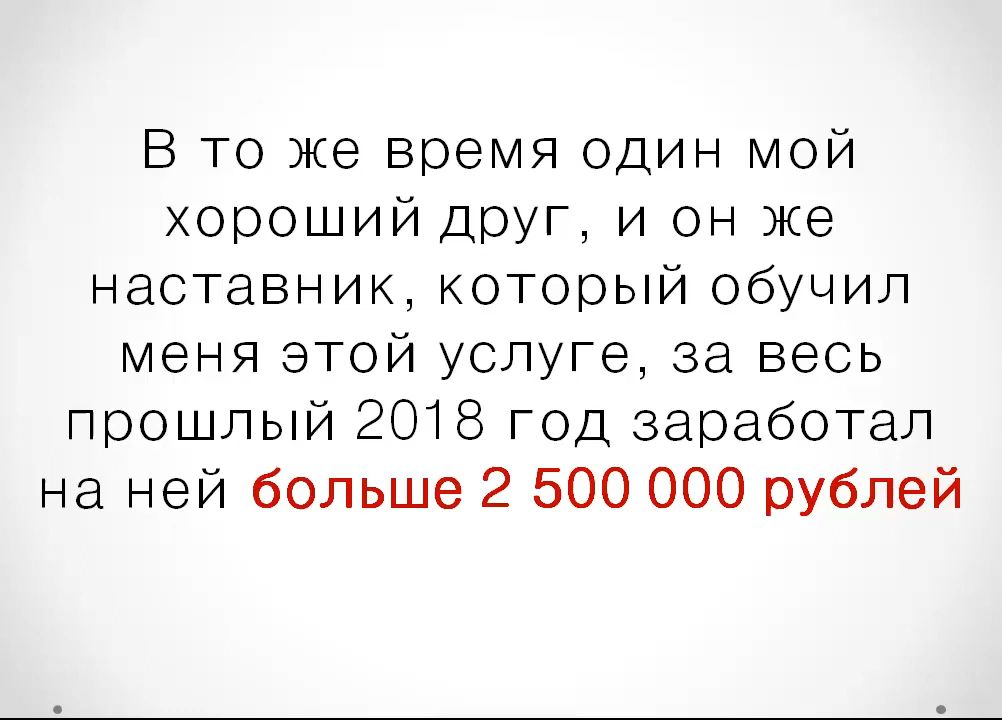 В то же время один мой
хороший друг, и он же
наставник, который обучил
меня этой услуге, за весь
прошлый 2018 год заработал
на ней больше 2 500 000 рублей